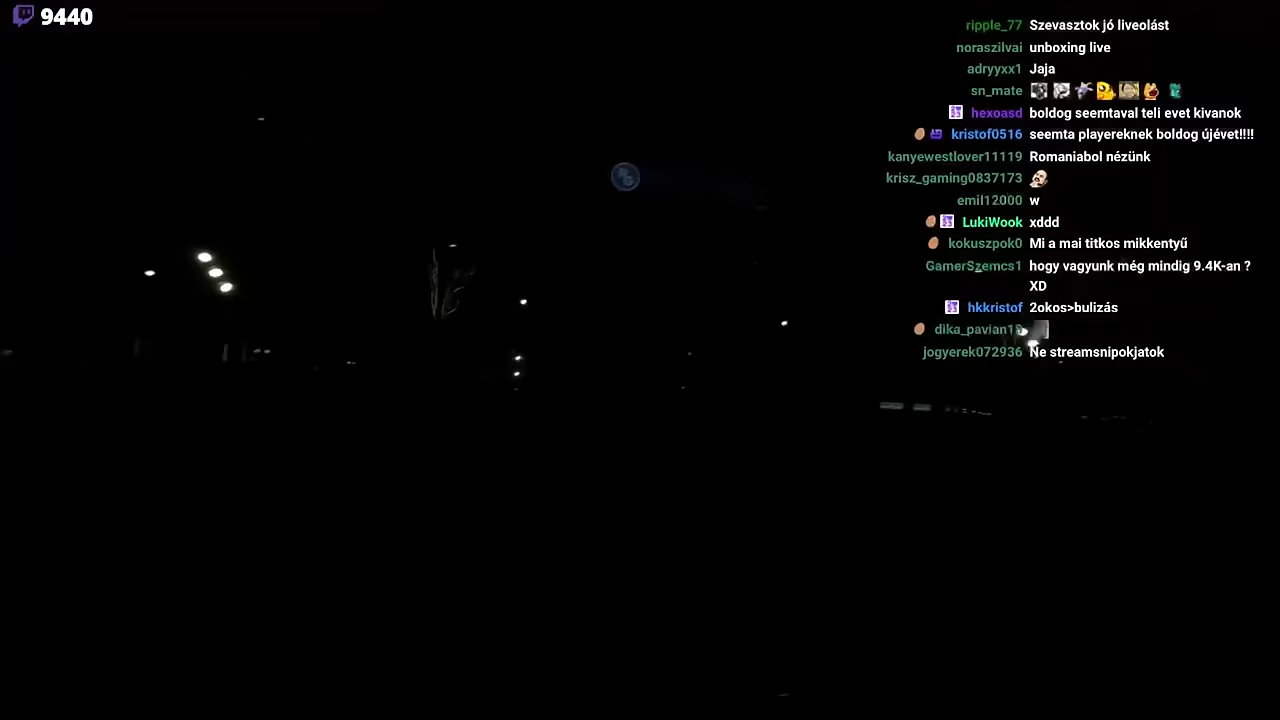 9440
ripple_77 Szevasztok jó liveolást
noraszilvai unboxing live
adryyxx1 Jaja
sn_mate
hexoasd boldog seemtaval teli evet kivanok
kristof0516 seemta playereknek boldog újévet!!!!
kanyewestlover11119 Romaniabol nézünk
krisz_gaming0837173
emil12000 w
LukiWook xddd
kokuszpok0 Mi a mai titkos mikkentyű
GamerSzemcs1 hogy vagyunk még mindig 9.4K-an ?
XD
hkkristof 2okos>bulizás
jogyerek072936 Ne streamsnipokjatok